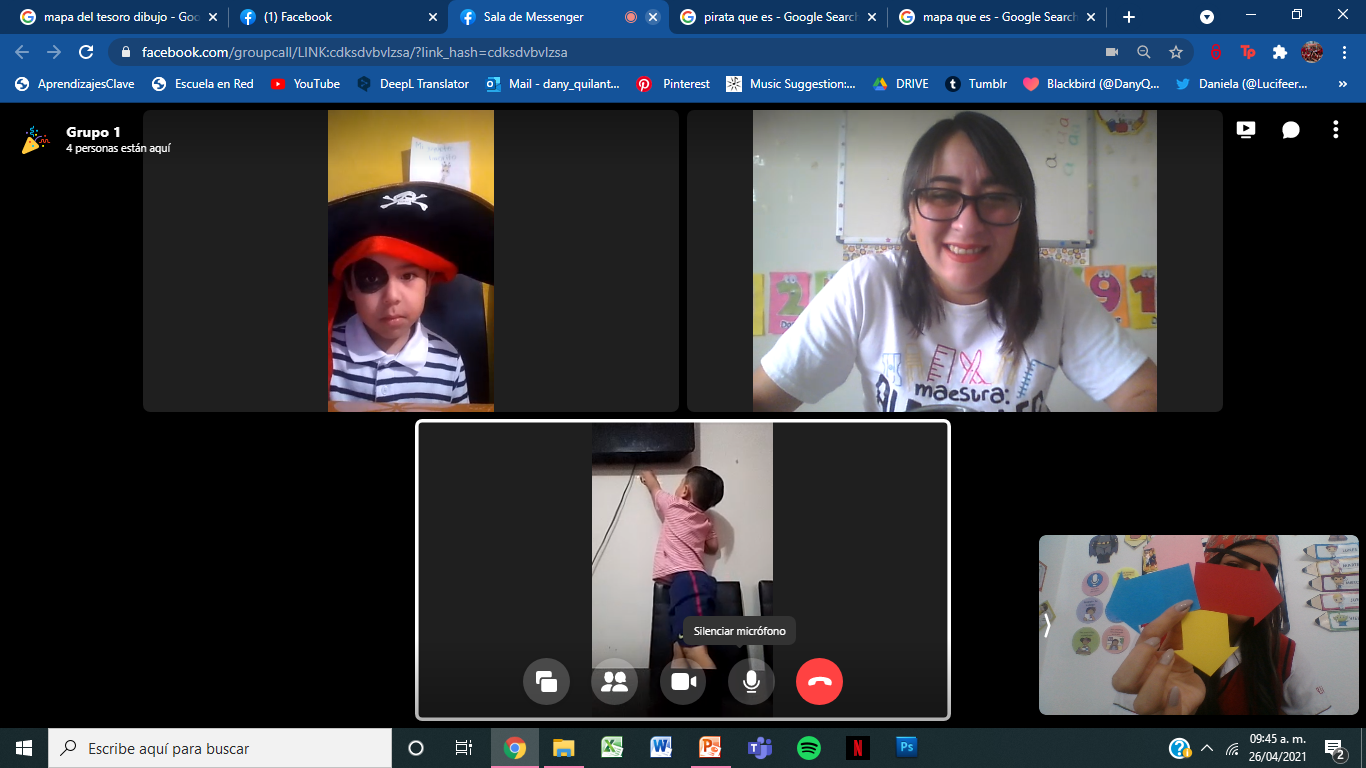 mapa del tesoro dibujo - Goo
(1) Facebook
Sala de Messenger
pirata que es - Google Search
mapa que es - Google Search
facebook.com/groupcall/LINK:cdksdvbvlzsa/?link_hash=cdksdvbvlzsa
AprendizajesClave
Escuela en Red
YouTube
DeepL Translator
Mail - dany_quilant...
Pinterest
Music Suggestion:...
DRIVE
Tumblr
Blackbird (@DanyQ...
Daniela (@Lucifeer...
»
Grupo 1
4 personas están aquí
maestra:
Silenciar micrófono
Escribe aquí para buscar
09:45 a. m.
26/04/2021
2